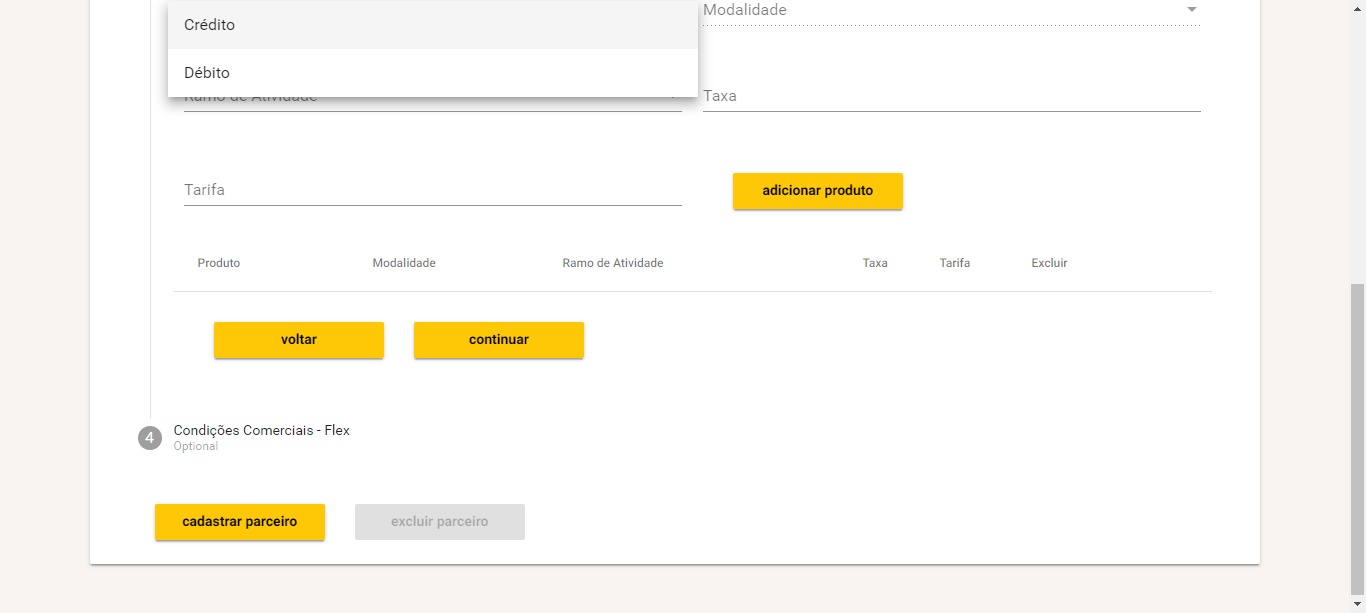 Crédito
Modalidade
Débito
Ramo de Atividade
Taxa
Tarifa
adicionar produto
Produto Modalidade Ramo de Atividade Taxa Tarifa Excluir
voltar continuar
4 Condições Comerciais - Flex
Optional
cadastrar parceiro excluir parceiro